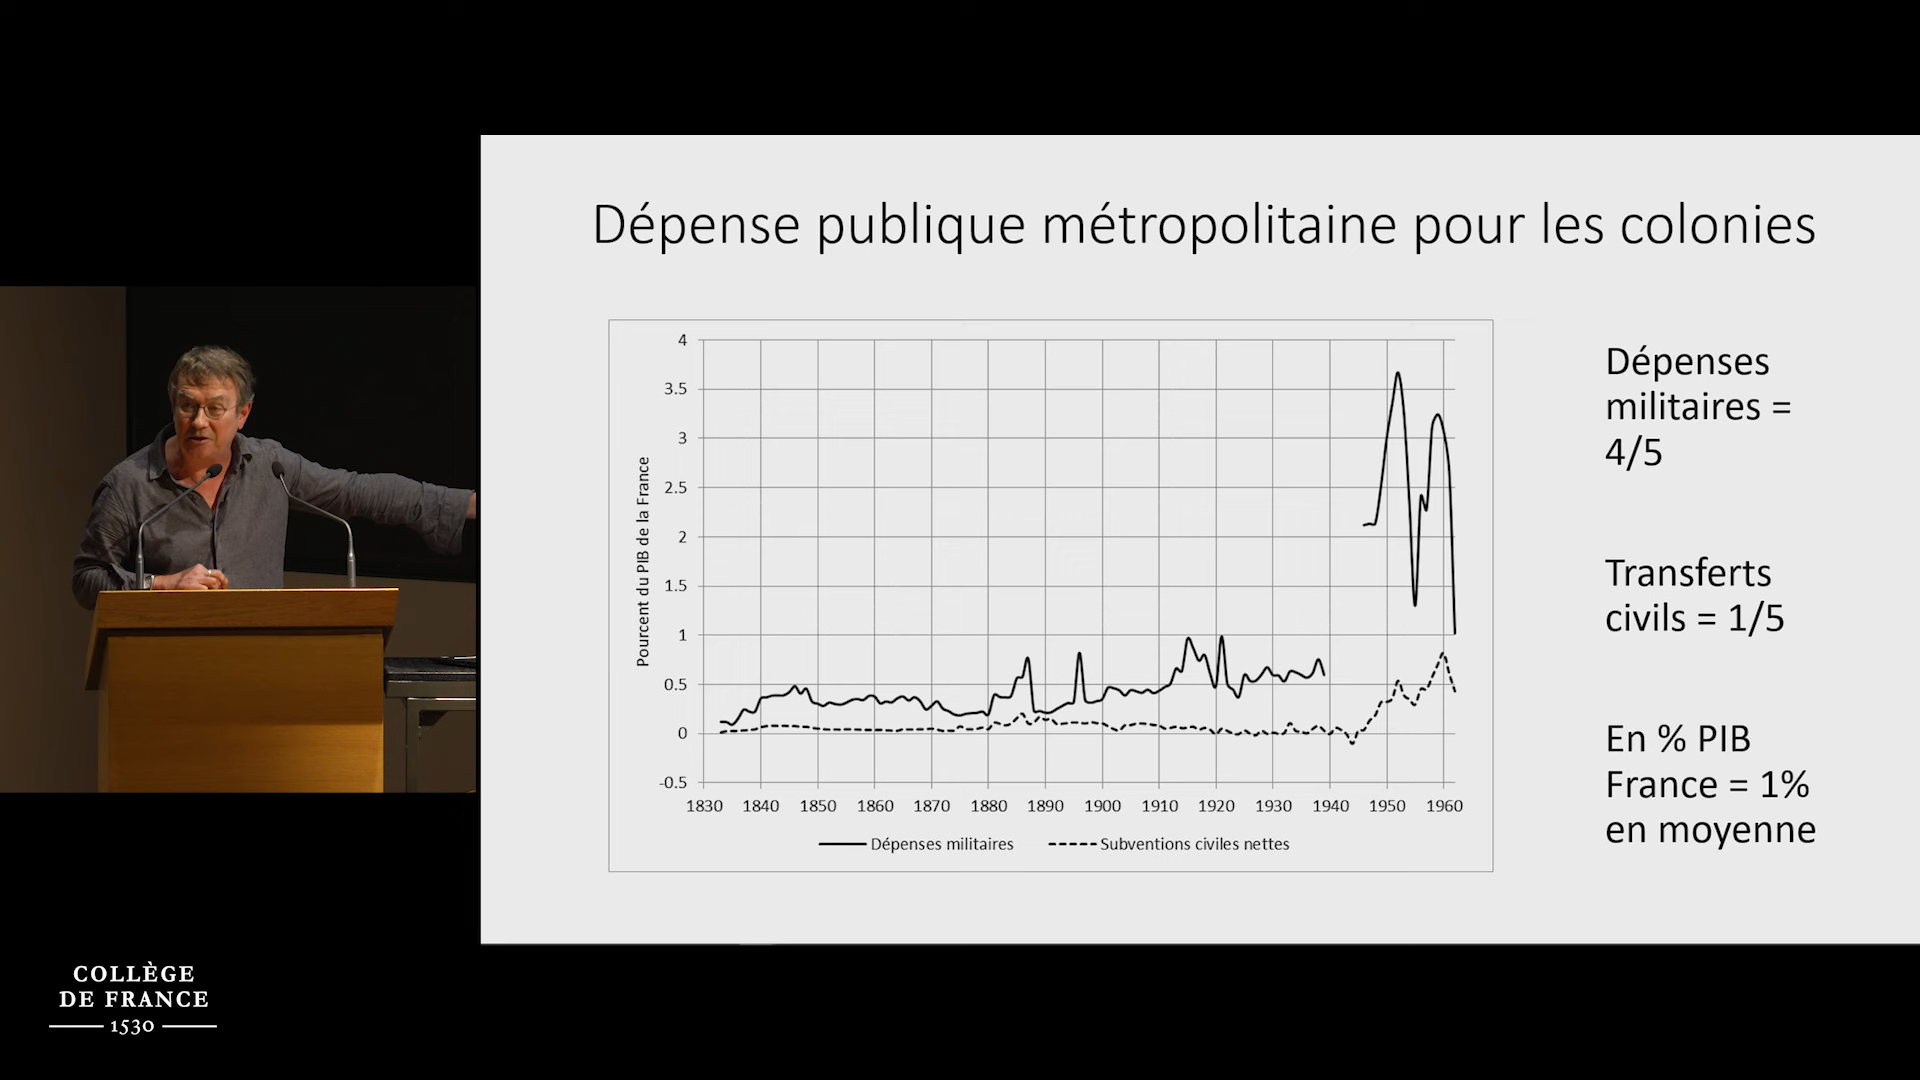 Dépense publique métropolitaine pour les colonies
4
3.5
3
2.5
2
1.5
1
0.5
0
-0.5
Pourcent du PIB de la France
1830 1840 1850 1860 1870 1880 1890 1900 1910 1920 1930 1940 1950 1960
Dépenses militaires Subventions civiles nettes
Dépenses
militaires =
4/5
Transferts
civils = 1/5
En % PIB
France = 1%
en moyenne
COLLÈGE
DE FRANCE
1530